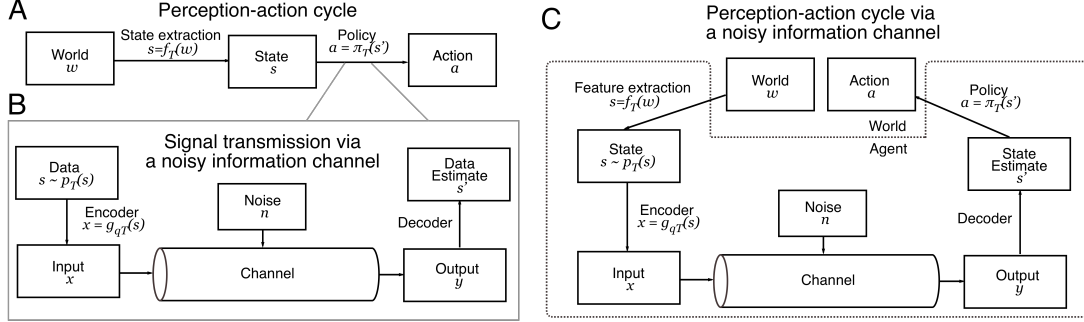 A
Perception-action cycle
World
w
State extraction
s=f_T(w)
State
s
Policy
a = π_T(s')
Action
a
B
Signal transmission via
a noisy information channel
Data
s ~ p_T(s)
Encoder
x = g_qT(s)
Input
x
Noise
n
Channel
Output
y
Decoder
Data
Estimate
s'
C
Perception-action cycle via
a noisy information channel
Feature extraction
s=f_T(w)
World
w
Action
a
Policy
a = π_T(s')
World
Agent
State
s ~ p_T(s)
Encoder
x = g_qT(s)
Input
x
Noise
n
Channel
Output
y
Decoder
State
Estimate
s'